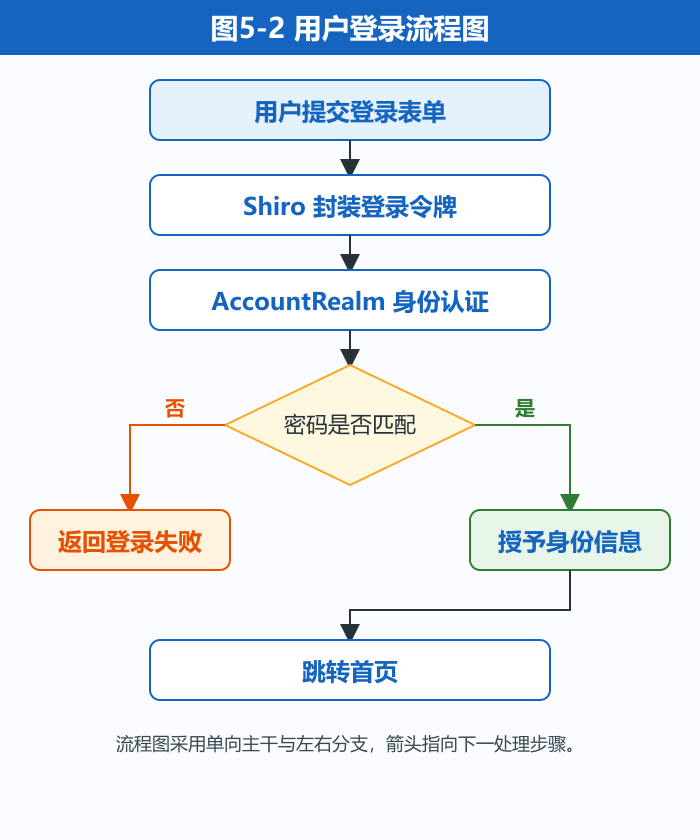 图5-2 用户登录流程图
用户提交登录表单
Shiro 封装登录令牌
AccountRealm 身份认证
密码是否匹配
否
是
返回登录失败
授予身份信息
跳转首页
流程图采用单向主干与左右分支，箭头指向下一处理步骤。